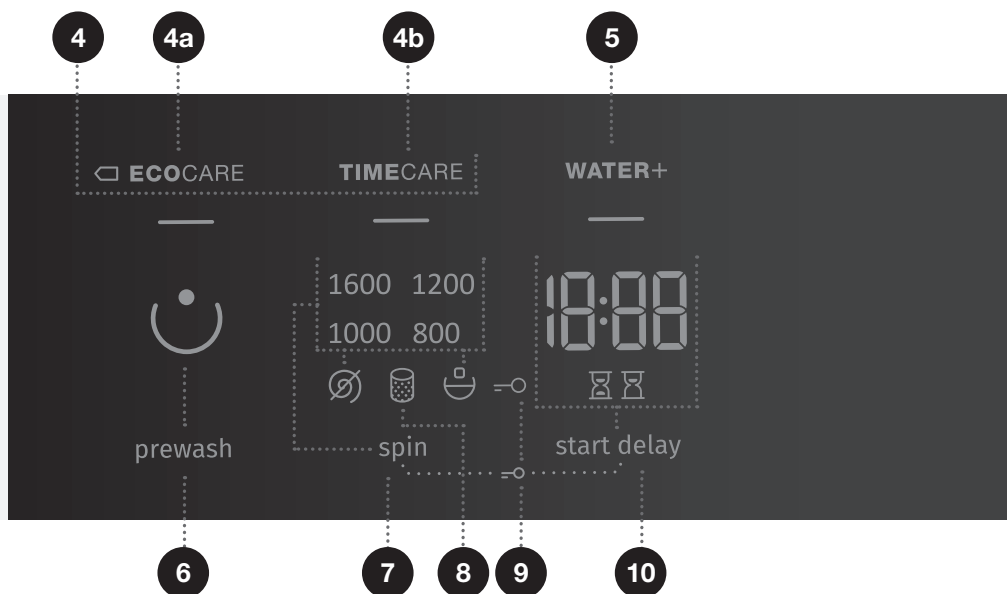 4 4a 4b 5
ECOCARE TIMECARE WATER+
1600 1200
18:88
1000 800
prewash spin start delay
6 7 8 9 10